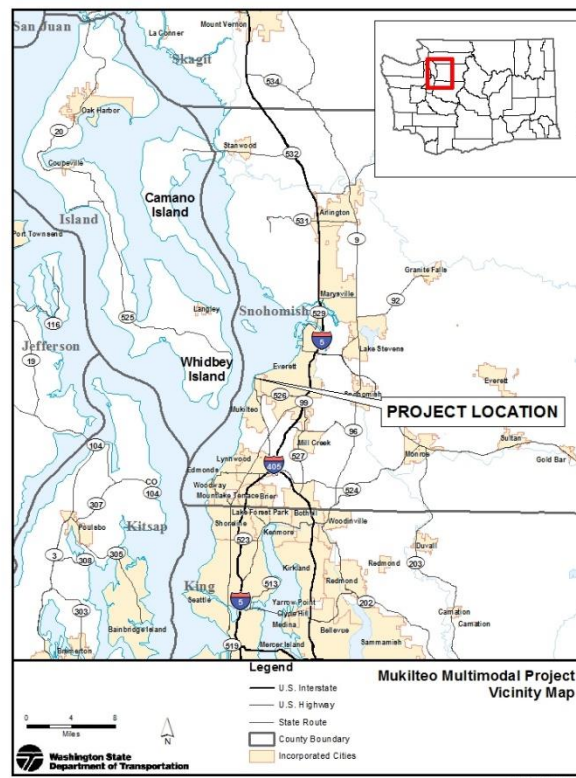 San Juan
La Conner
Mount Vernon
Skagit
534
Oak Harbor
20
Stanwood
532
Coupeville
Camano
Island
Island
531
Arlington
Port Townsend
9
Granite Falls
Marysville
92
Langley
Snohomish
529
525
116
5
Jefferson
Lake Stevens
19
Whidbey
Island
Everett
Snohomish
Everett
526
99
PROJECT LOCATION
Mukilteo
96
Mill Creek
Sultan
104
Lynnwood
527
Monroe
Gold Bar
Edmonds
405
CO
104
Woodway
524
307
Mountlake Terrace
Brier
Lake Forest Park
Bothell
Poulsbo
Kitsap
Shoreline
Kenmore
Woodinville
Duvall
3
308
305
523
Kirkland
Redmond
203
King
513
Redmond
Seattle
Yarrow Point
202
303
5
Clyde Hill
Carnation
Medina
Carnation
Bainbridge Island
Bellevue
Bremerton
519
Mercer Island
Sammamish
Legend
U.S. Interstate
U.S. Highway
State Route
County Boundary
Incorporated Cities
Mukilteo Multimodal Project
Vicinity Map
0 4 8
Miles
N
Washington State
Department of Transportation